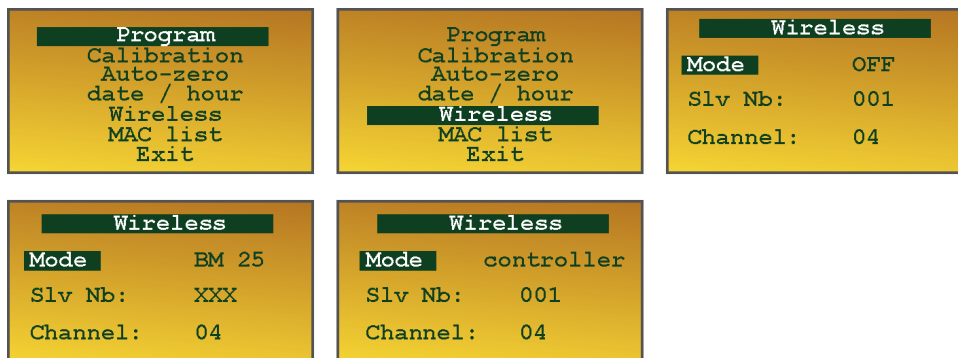 Program
Calibration
Auto-zero
date / hour
Wireless
MAC list
Exit
Program
Calibration
Auto-zero
date / hour
Wireless
MAC list
Exit
Wireless
Mode OFF
Slv Nb: 001
Channel: 04
Wireless
Mode BM 25
Slv Nb: XXX
Channel: 04
Wireless
Mode controller
Slv Nb: 001
Channel: 04